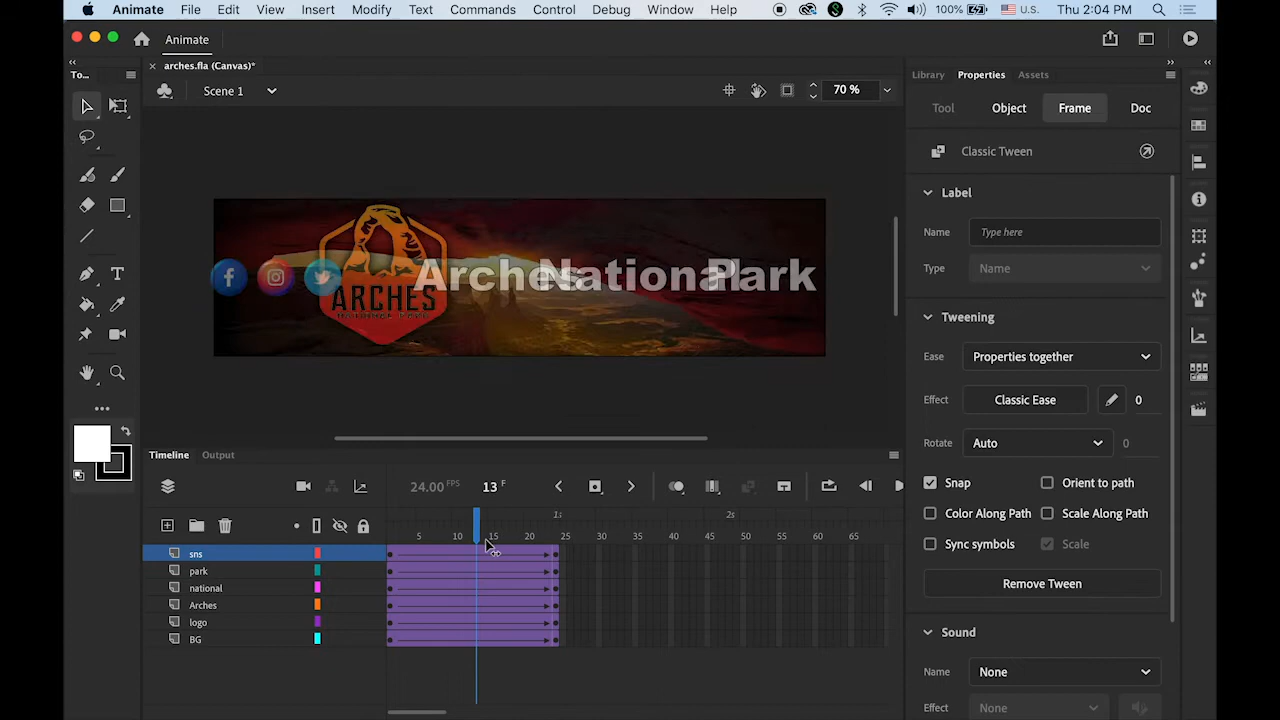 Animate File Edit View Insert Modify Text Commands Control Debug Window Help 100% U.S. Thu 2:04 PM
Animate
To...
arches.fla (Canvas)*
Library Properties Assets
Scene 1
70 %
Tool Object Frame Doc
Classic Tween
Label
Name Type here
Type Name
ArchesNationalPark
ARCHES
NATIONAL PARK
Tweening
Ease Properties together
Effect Classic Ease 0
Rotate Auto 0
Timeline Output
24.00 FPS 13 F
Snap Orient to path
Color Along Path Scale Along Path
Sync symbols Scale
Remove Tween
1s 2s
5 10 15 20 25 30 35 40 45 50 55 60 65
sns
park
national
Arches
logo
BG
Sound
Name None
Effect None